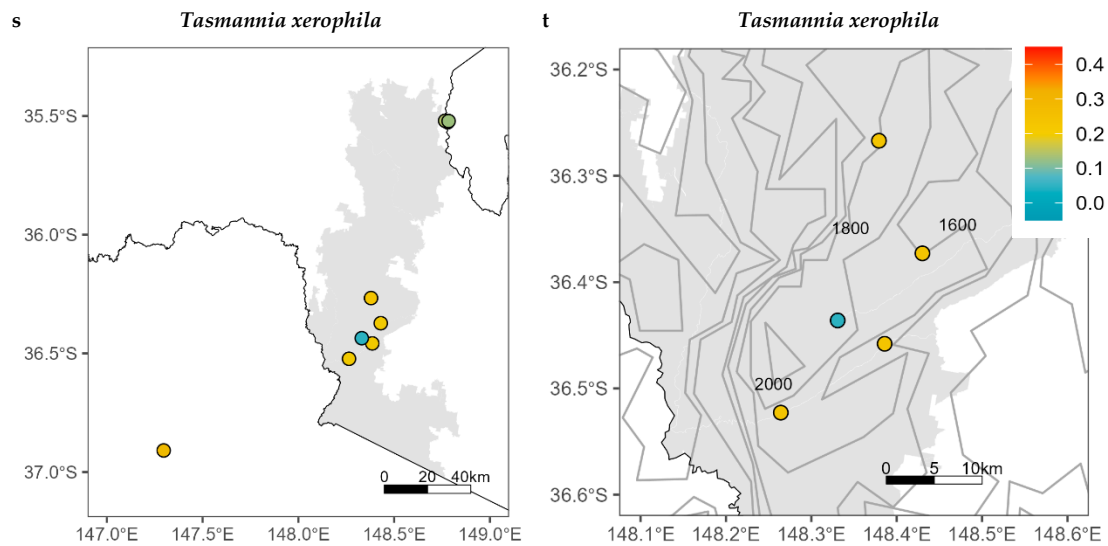 s Tasmannia xerophila
35.5°S
36.0°S
36.5°S
37.0°S
0 20 40km
147.0°E 147.5°E 148.0°E 148.5°E 149.0°E
t Tasmannia xerophila
36.2°S
36.3°S
36.4°S
36.5°S
36.6°S
1800
1600
2000
0 5 10km
148.1°E 148.2°E 148.3°E 148.4°E 148.5°E 148.6°E
0.4
0.3
0.2
0.1
0.0